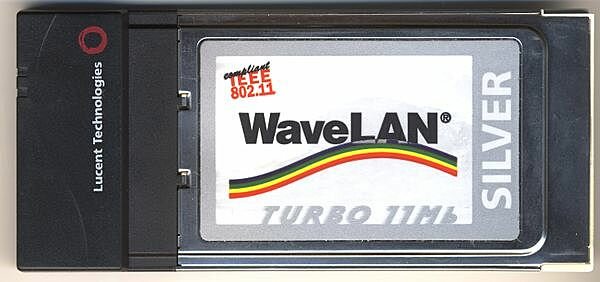 Lucent Technologies
compliant
IEEE
802.11
WaveLAN®
TURBO 11Mb
SILVER